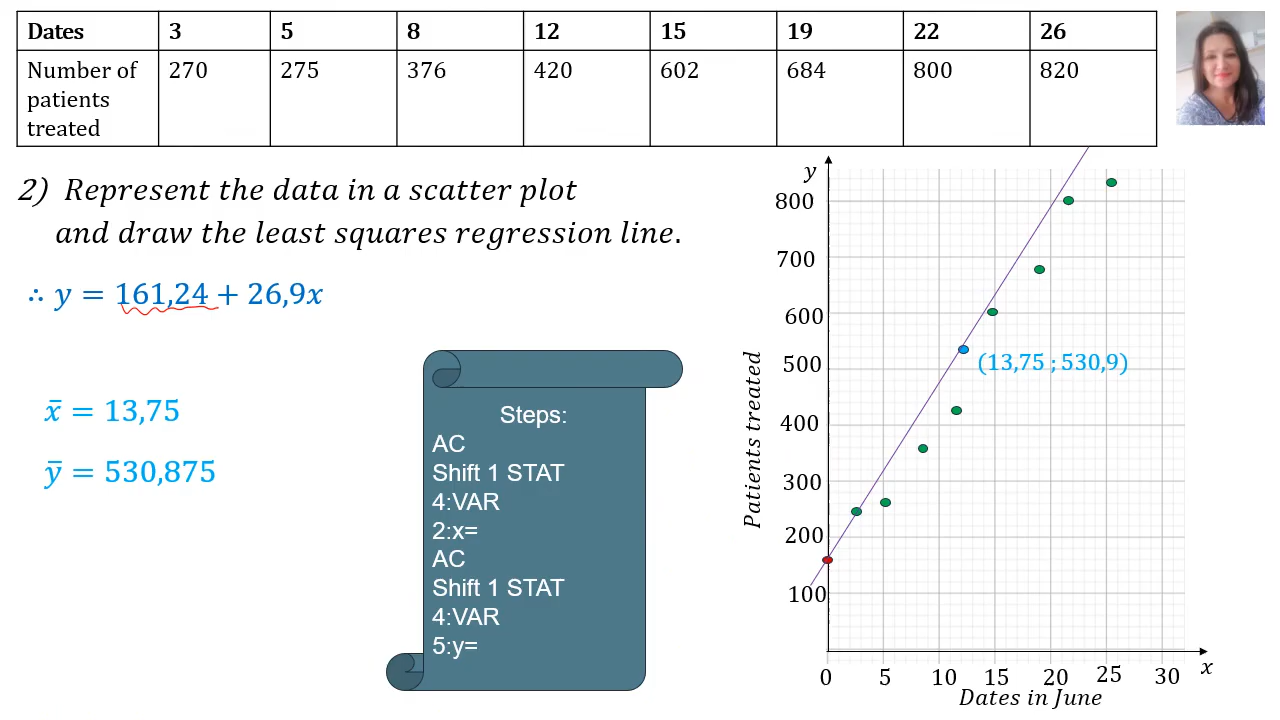 Dates 3 5 8 12 15 19 22 26
Number of patients treated 270 275 376 420 602 684 800 820
2) Represent the data in a scatter plot
and draw the least squares regression line.
∴ y = 161,24 + 26,9x
x̄ = 13,75
ȳ = 530,875
Steps:
AC
Shift 1 STAT
4:VAR
2:x=
AC
Shift 1 STAT
4:VAR
5:y=
y
800
700
600
500
400
300
200
100
Patients treated
(13,75 ; 530,9)
0 5 10 15 20 25 30 x
Dates in June